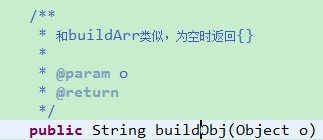 /**
* 和buildArr类似，为空时返回{}
*
* @param o
* @return
*/
public String buildObj(Object o)